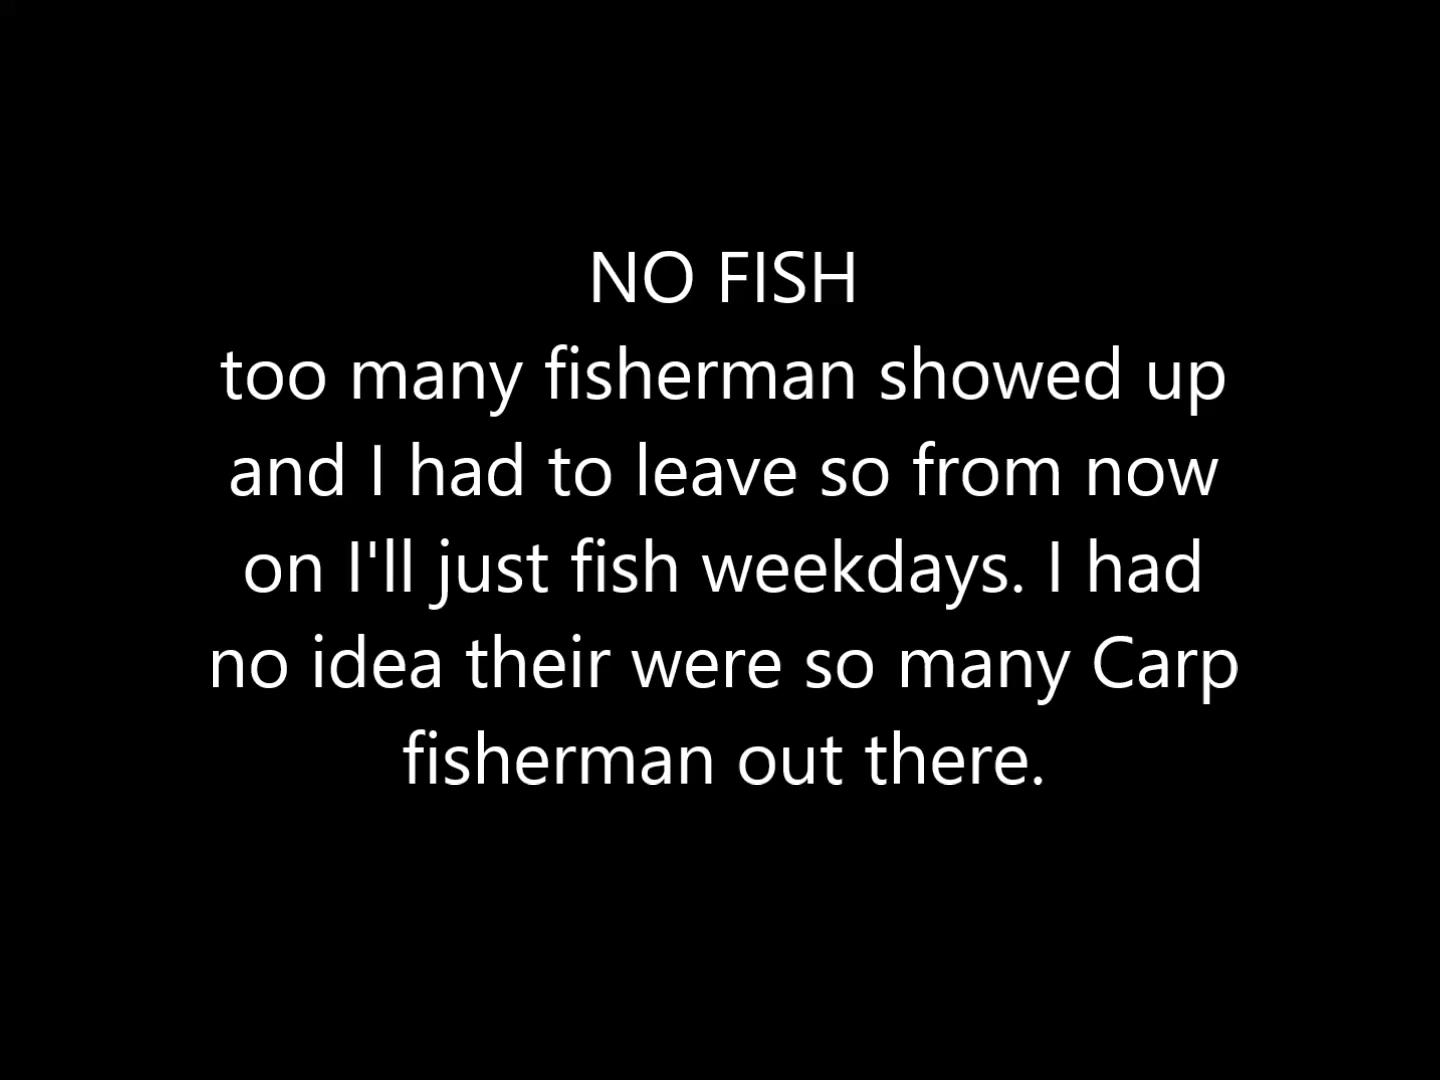 NO FISH
too many fisherman showed up
and I had to leave so from now
on I'll just fish weekdays. I had
no idea their were so many Carp
fisherman out there.